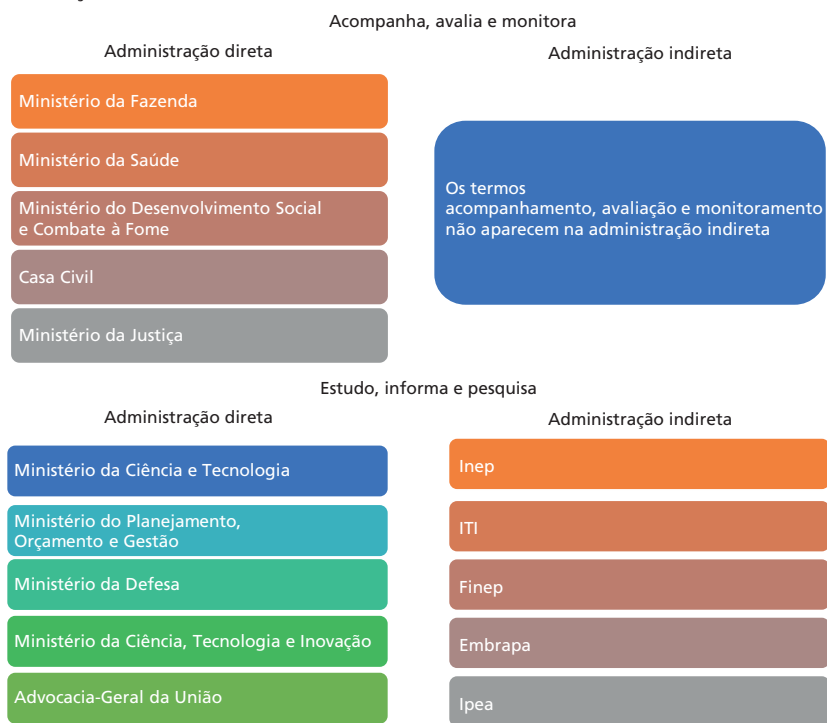 Acompanha, avalia e monitora
Administração direta
Administração indireta
Ministério da Fazenda
Ministério da Saúde
Ministério do Desenvolvimento Social
e Combate à Fome
Casa Civil
Ministério da Justiça
Os termos
acompanhamento, avaliação e monitoramento
não aparecem na administração indireta
Estudo, informa e pesquisa
Administração direta
Administração indireta
Ministério da Ciência e Tecnologia
Ministério do Planejamento,
Orçamento e Gestão
Ministério da Defesa
Ministério da Ciência, Tecnologia e Inovação
Advocacia-Geral da União
Inep
ITI
Finep
Embrapa
Ipea